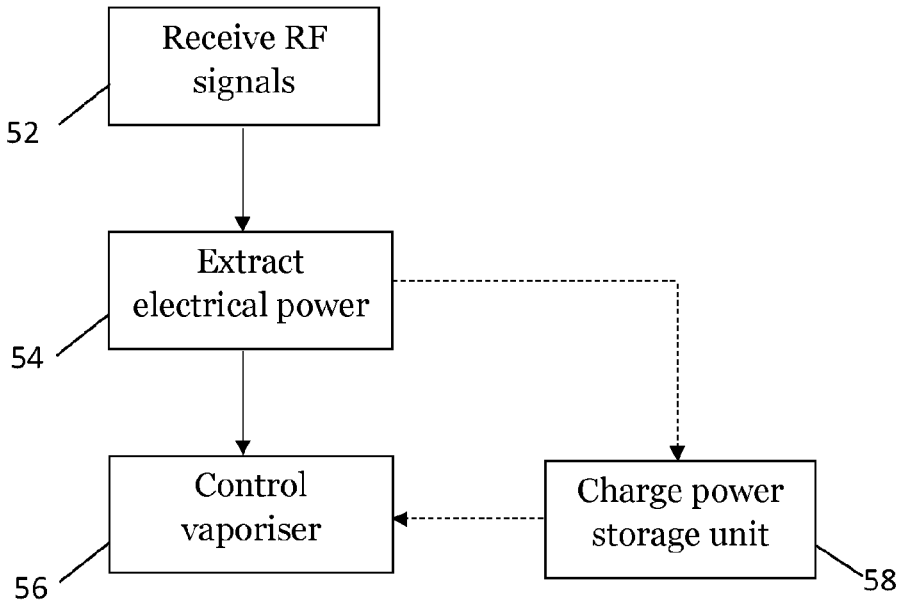 Receive RF
signals
52
Extract
electrical power
54
Control
vaporiser
56
Charge power
storage unit
58